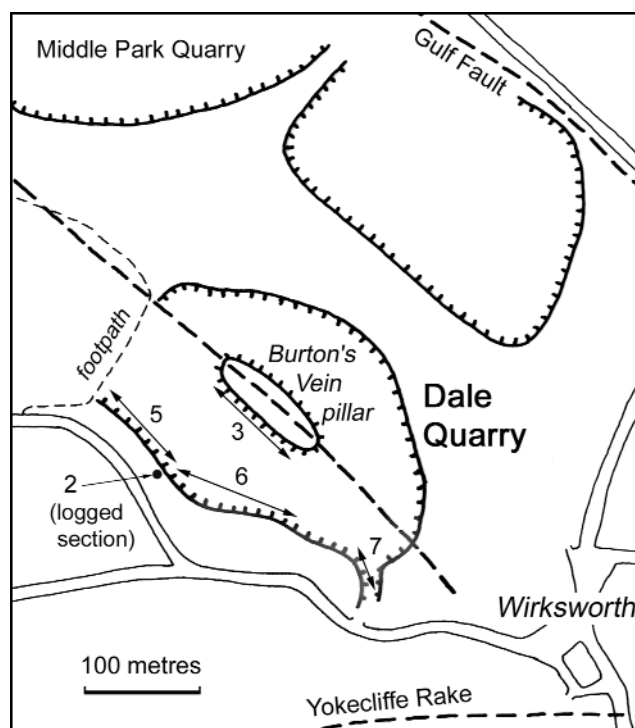 Middle Park Quarry
Gulf Fault
footpath
Burton's
Vein
pillar
Dale
Quarry
5
3
6
2
(logged
section)
7
Wirksworth
100 metres
Yokecliffe Rake